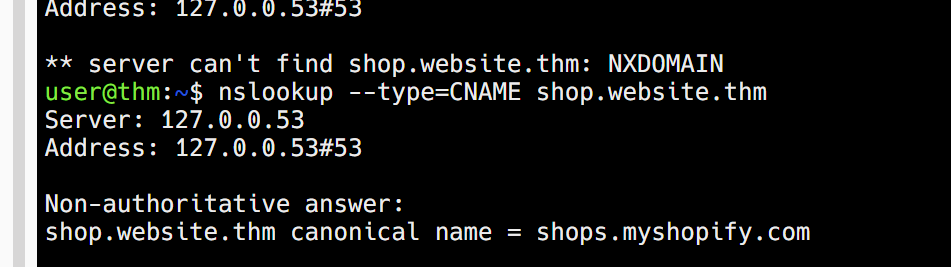 Address: 127.0.0.53#53
** server can't find shop.website.thm: NXDOMAIN
user@thm:~$ nslookup --type=CNAME shop.website.thm
Server: 127.0.0.53
Address: 127.0.0.53#53
Non-authoritative answer:
shop.website.thm canonical name = shops.myshopify.com